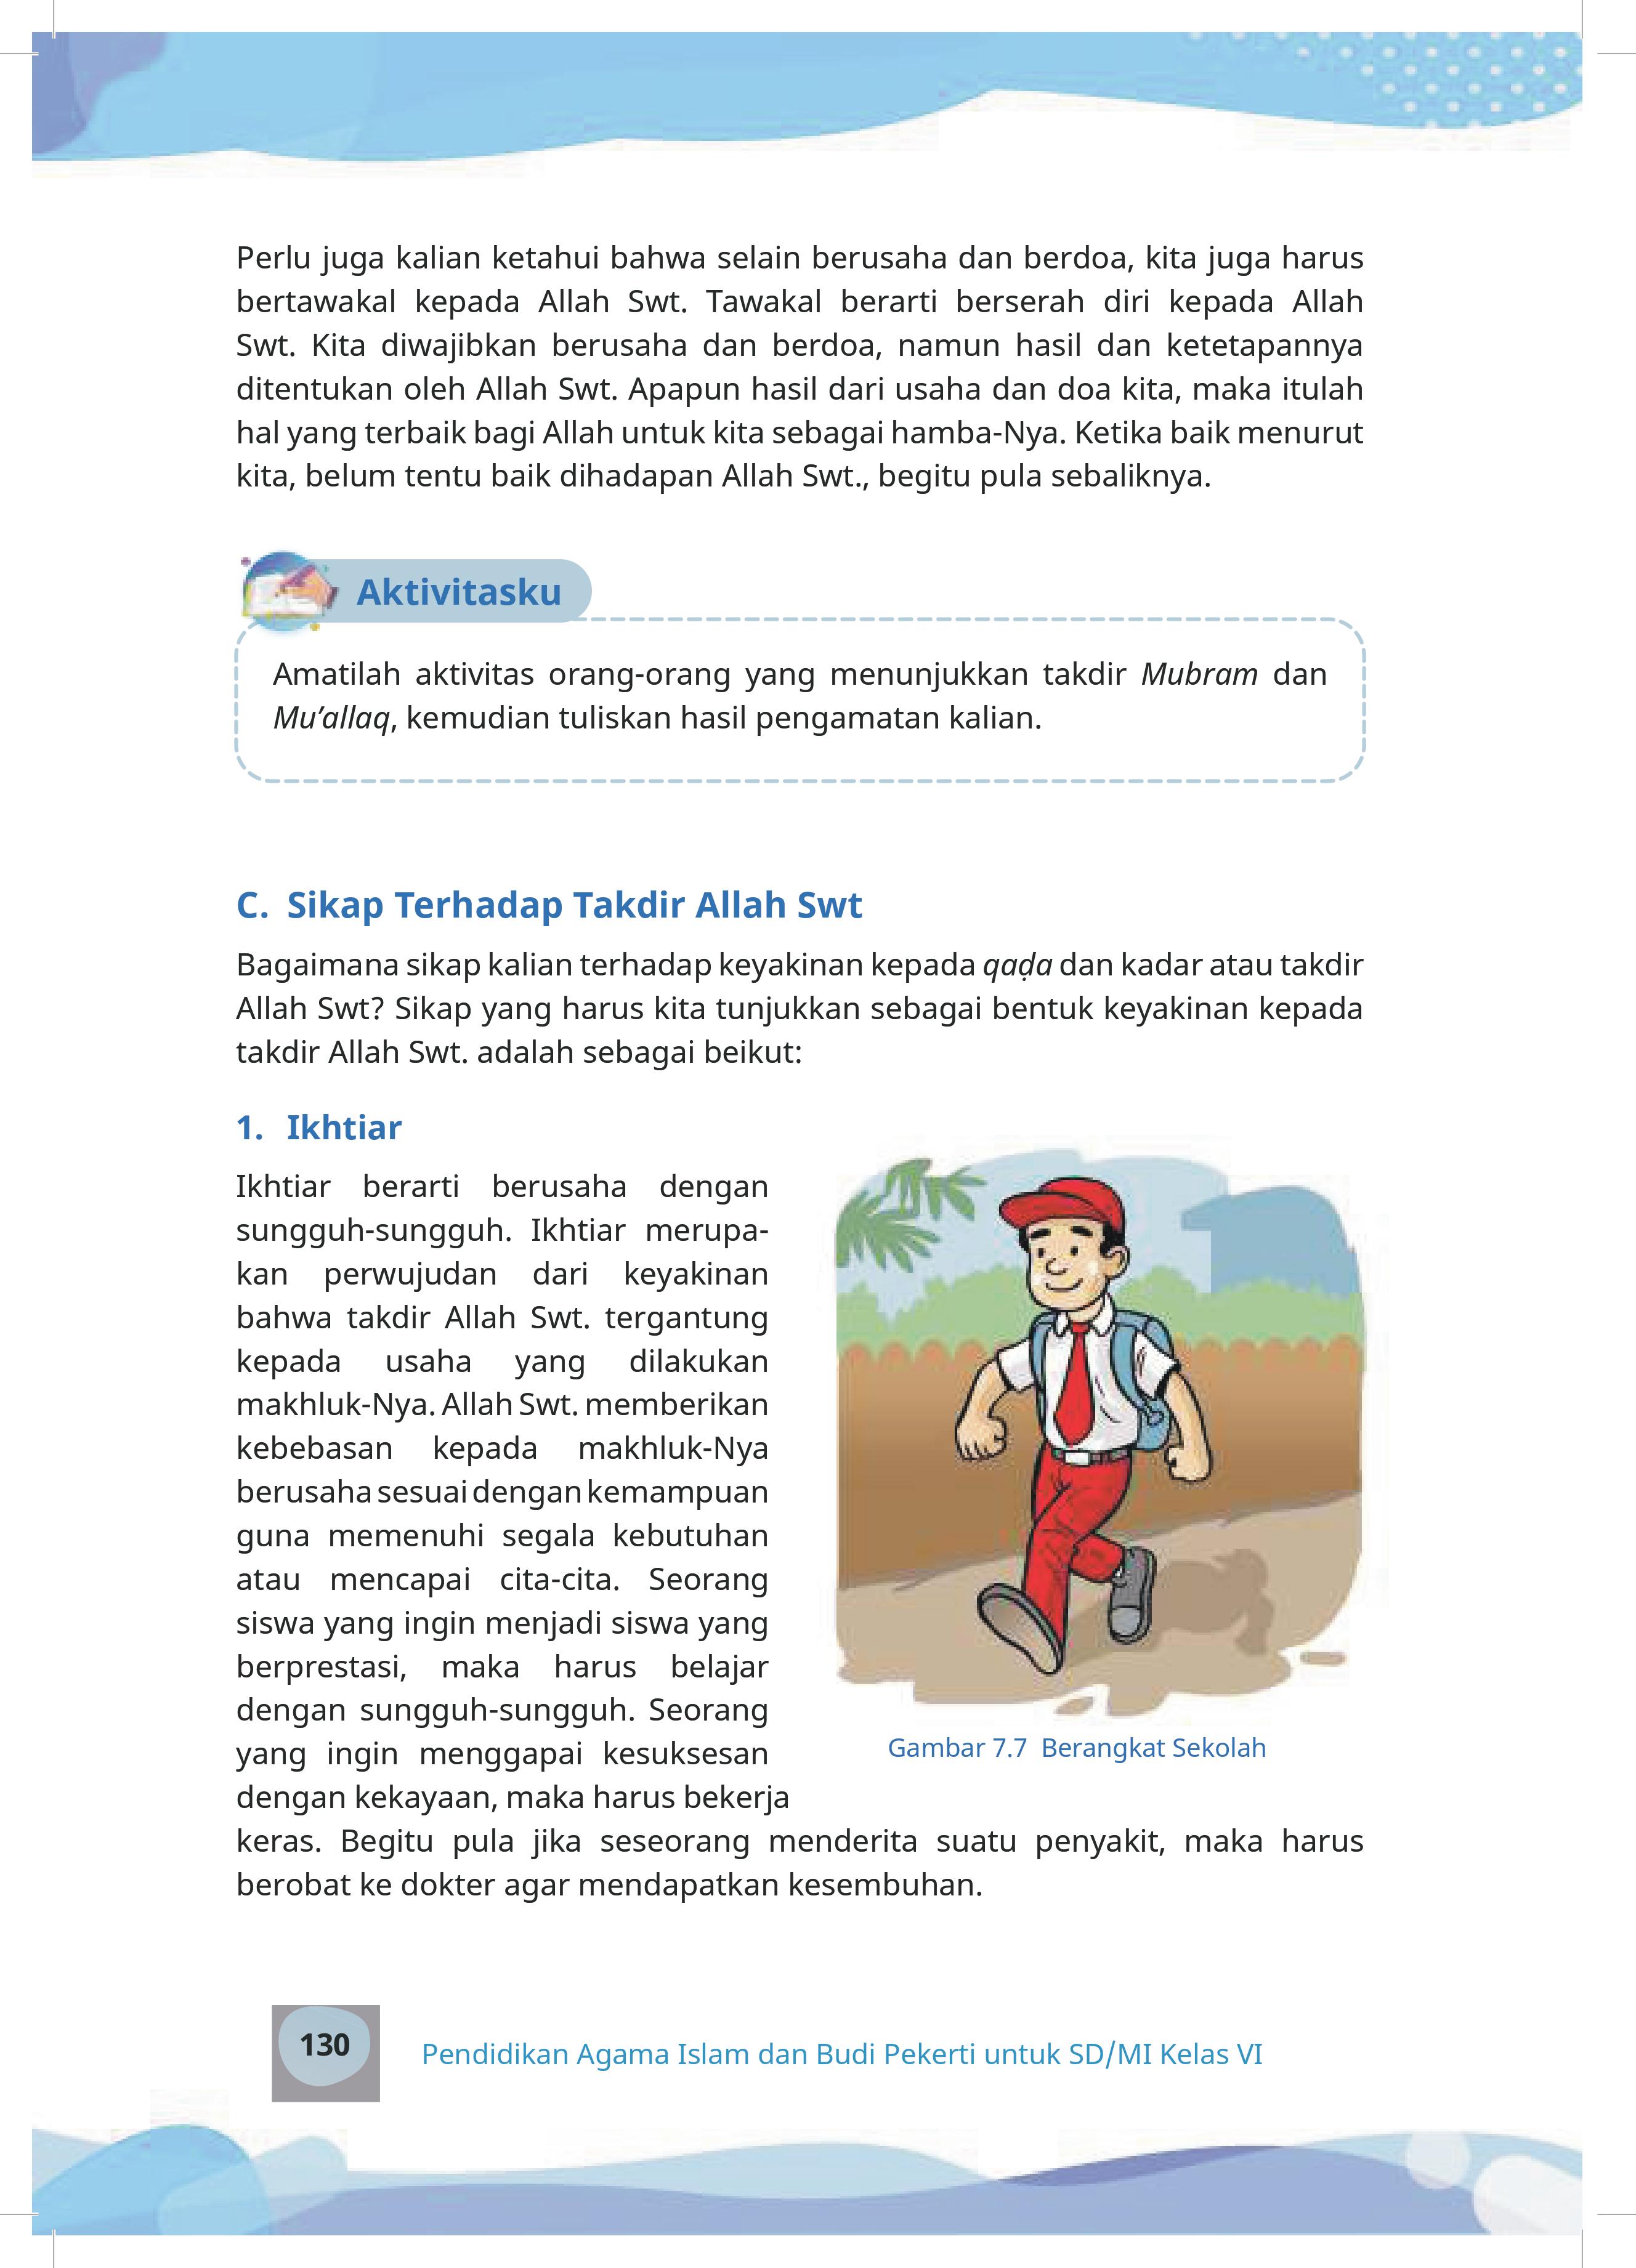 Perlu juga kalian ketahui bahwa selain berusaha dan berdoa, kita juga harus
bertawakal kepada Allah Swt. Tawakal berarti berserah diri kepada Allah
Swt. Kita diwajibkan berusaha dan berdoa, namun hasil dan ketetapannya
ditentukan oleh Allah Swt. Apapun hasil dari usaha dan doa kita, maka itulah
hal yang terbaik bagi Allah untuk kita sebagai hamba-Nya. Ketika baik menurut
kita, belum tentu baik dihadapan Allah Swt., begitu pula sebaliknya.
Aktivitasku
Amatilah aktivitas orang-orang yang menunjukkan takdir Mubram dan
Mu’allaq, kemudian tuliskan hasil pengamatan kalian.
C. Sikap Terhadap Takdir Allah Swt
Bagaimana sikap kalian terhadap keyakinan kepada qaḍa dan kadar atau takdir
Allah Swt? Sikap yang harus kita tunjukkan sebagai bentuk keyakinan kepada
takdir Allah Swt. adalah sebagai beikut:
1. Ikhtiar
Ikhtiar berarti berusaha dengan
sungguh-sungguh. Ikhtiar merupa-
kan perwujudan dari keyakinan
bahwa takdir Allah Swt. tergantung
kepada usaha yang dilakukan
makhluk-Nya. Allah Swt. memberikan
kebebasan kepada makhluk-Nya
berusaha sesuai dengan kemampuan
guna memenuhi segala kebutuhan
atau mencapai cita-cita. Seorang
siswa yang ingin menjadi siswa yang
berprestasi, maka harus belajar
dengan sungguh-sungguh. Seorang
yang ingin menggapai kesuksesan
dengan kekayaan, maka harus bekerja
keras. Begitu pula jika seseorang menderita suatu penyakit, maka harus
berobat ke dokter agar mendapatkan kesembuhan.
Gambar 7.7 Berangkat Sekolah
130
Pendidikan Agama Islam dan Budi Pekerti untuk SD/MI Kelas VI